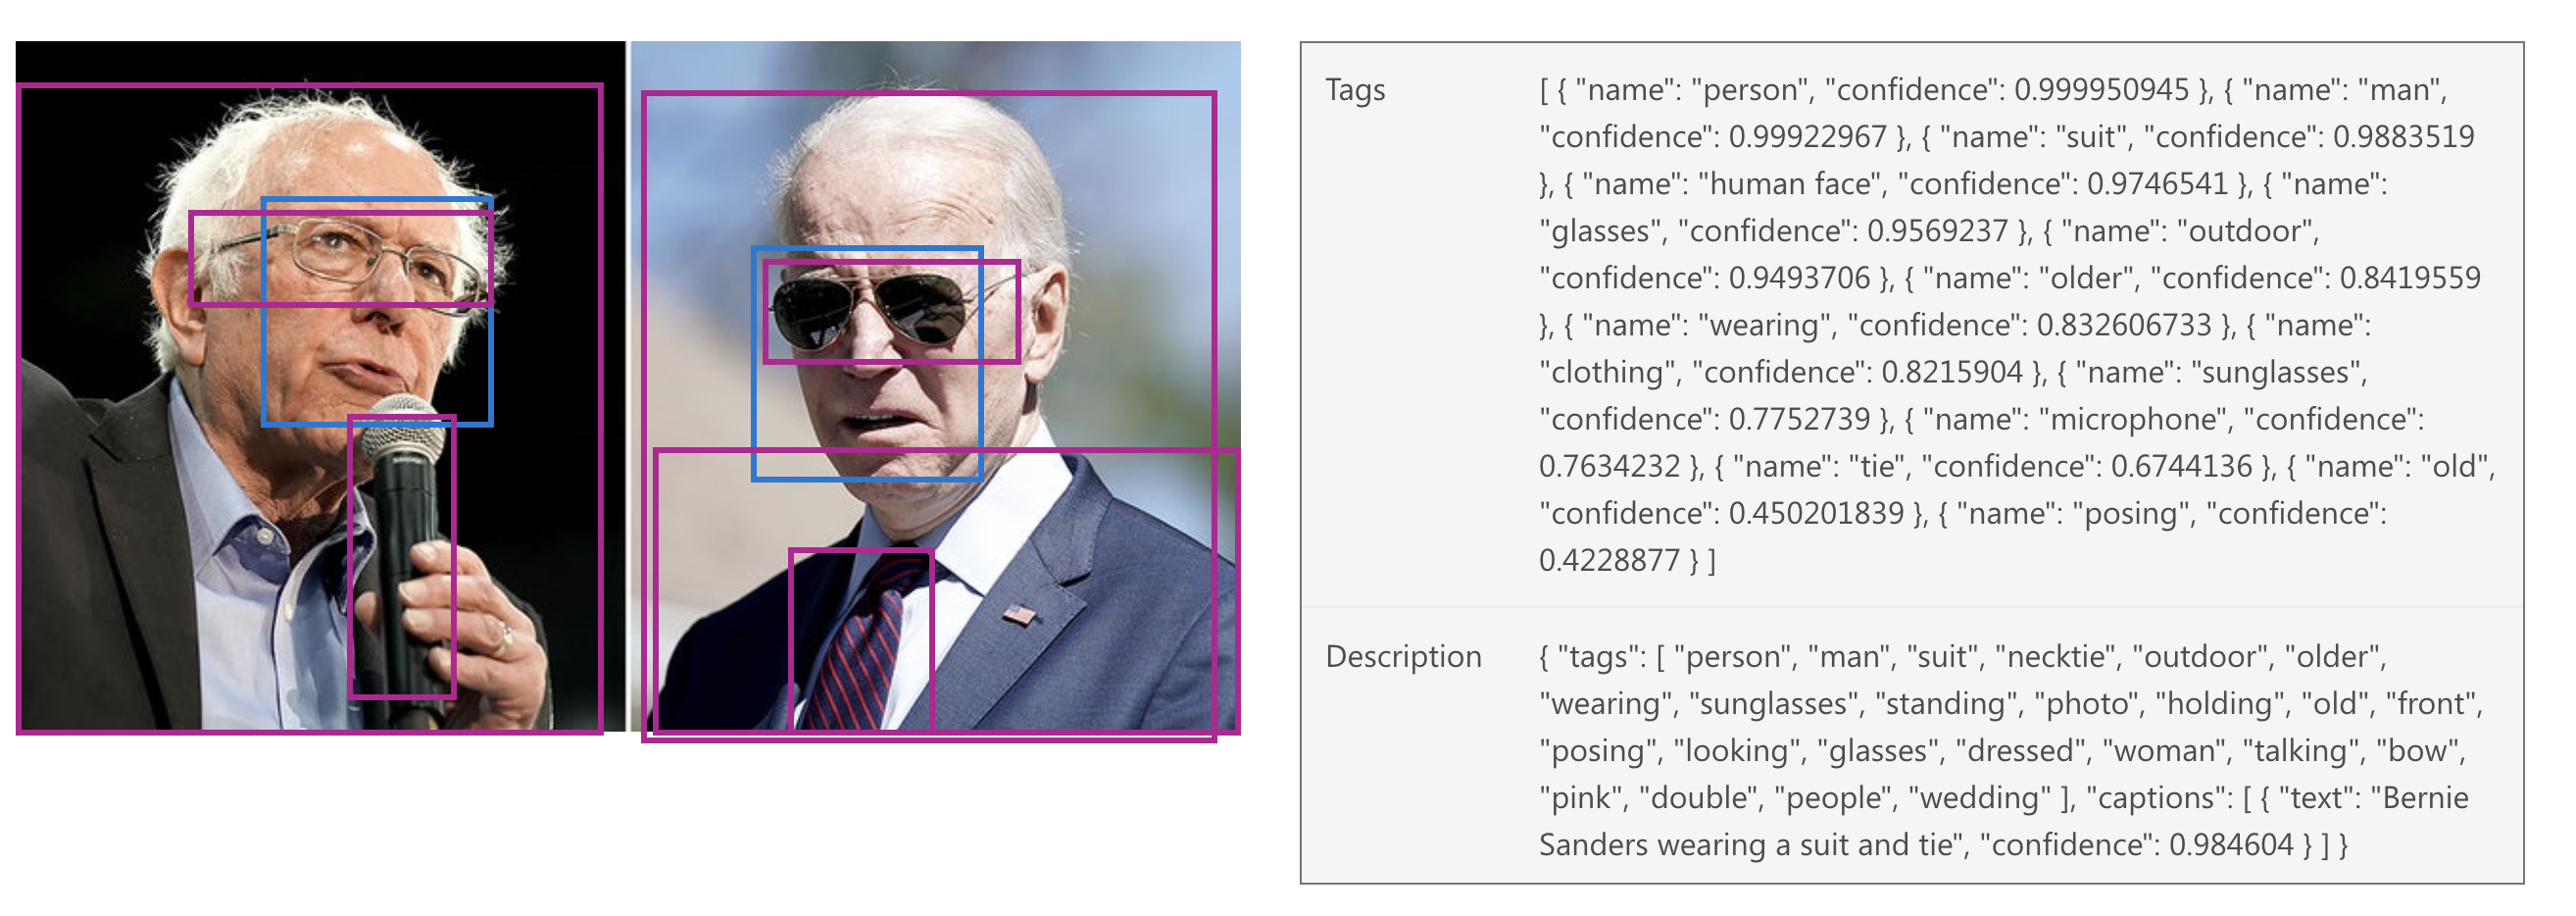 Tags
[ { "name": "person", "confidence": 0.999950945 }, { "name": "man",
"confidence": 0.99922967 }, { "name": "suit", "confidence": 0.9883519
}, { "name": "human face", "confidence": 0.9746541 }, { "name":
"glasses", "confidence": 0.9569237 }, { "name": "outdoor",
"confidence": 0.9493706 }, { "name": "older", "confidence": 0.8419559
}, { "name": "wearing", "confidence": 0.832606733 }, { "name":
"clothing", "confidence": 0.8215904 }, { "name": "sunglasses",
"confidence": 0.7752739 }, { "name": "microphone", "confidence":
0.7634232 }, { "name": "tie", "confidence": 0.6744136 }, { "name": "old",
"confidence": 0.450201839 }, { "name": "posing", "confidence":
0.4228877 } ]
Description
{ "tags": [ "person", "man", "suit", "necktie", "outdoor", "older",
"wearing", "sunglasses", "standing", "photo", "holding", "old", "front",
"posing", "looking", "glasses", "dressed", "woman", "talking", "bow",
"pink", "double", "people", "wedding" ], "captions": [ { "text": "Bernie
Sanders wearing a suit and tie", "confidence": 0.984604 } ] }